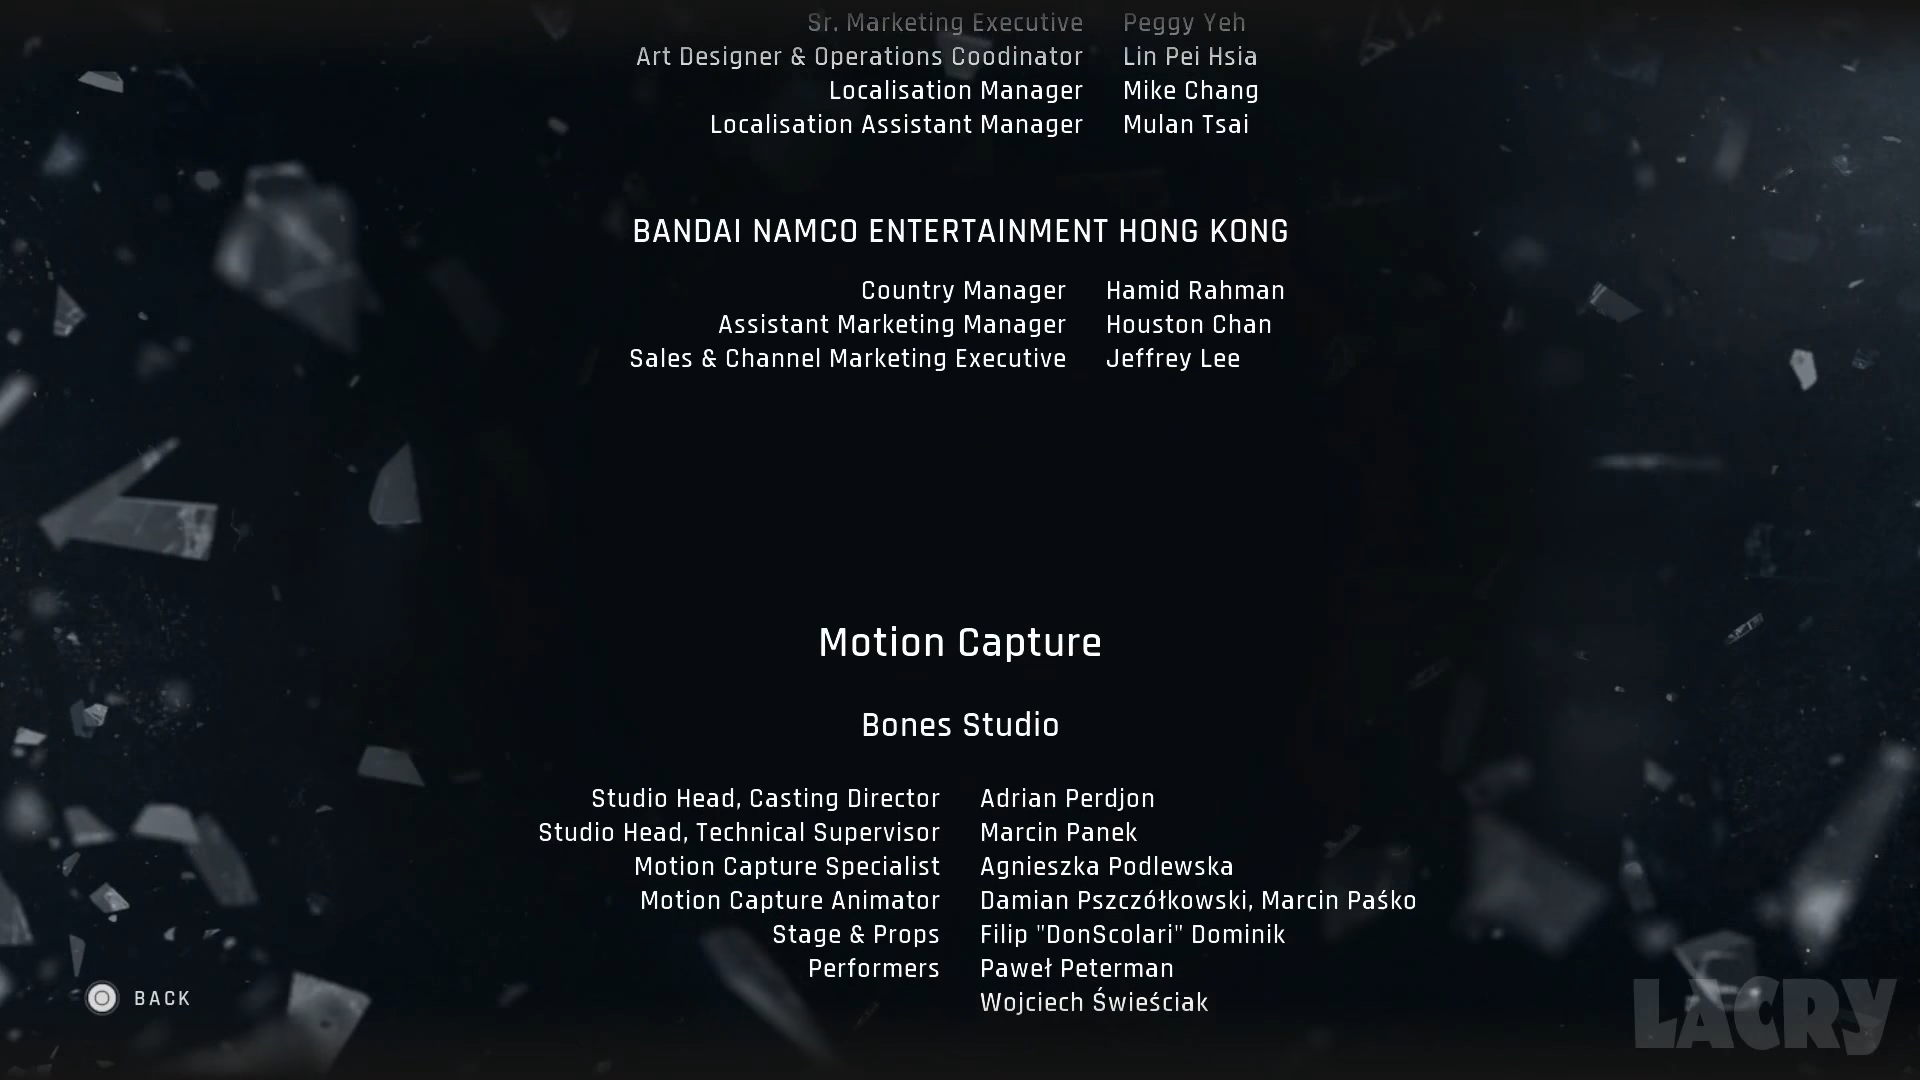 Sr. Marketing Executive Peggy Yeh
Art Designer & Operations Coodinator Lin Pei Hsia
Localisation Manager Mike Chang
Localisation Assistant Manager Mulan Tsai
BANDAI NAMCO ENTERTAINMENT HONG KONG
Country Manager Hamid Rahman
Assistant Marketing Manager Houston Chan
Sales & Channel Marketing Executive Jeffrey Lee
Motion Capture
Bones Studio
Studio Head, Casting Director Adrian Perdjon
Studio Head, Technical Supervisor Marcin Panek
Motion Capture Specialist Agnieszka Podlewska
Motion Capture Animator Damian Pszczółkowski, Marcin Paśko
Stage & Props Filip "DonScolari" Dominik
Performers Paweł Peterman
Wojciech Świeściak
BACK
LACRY